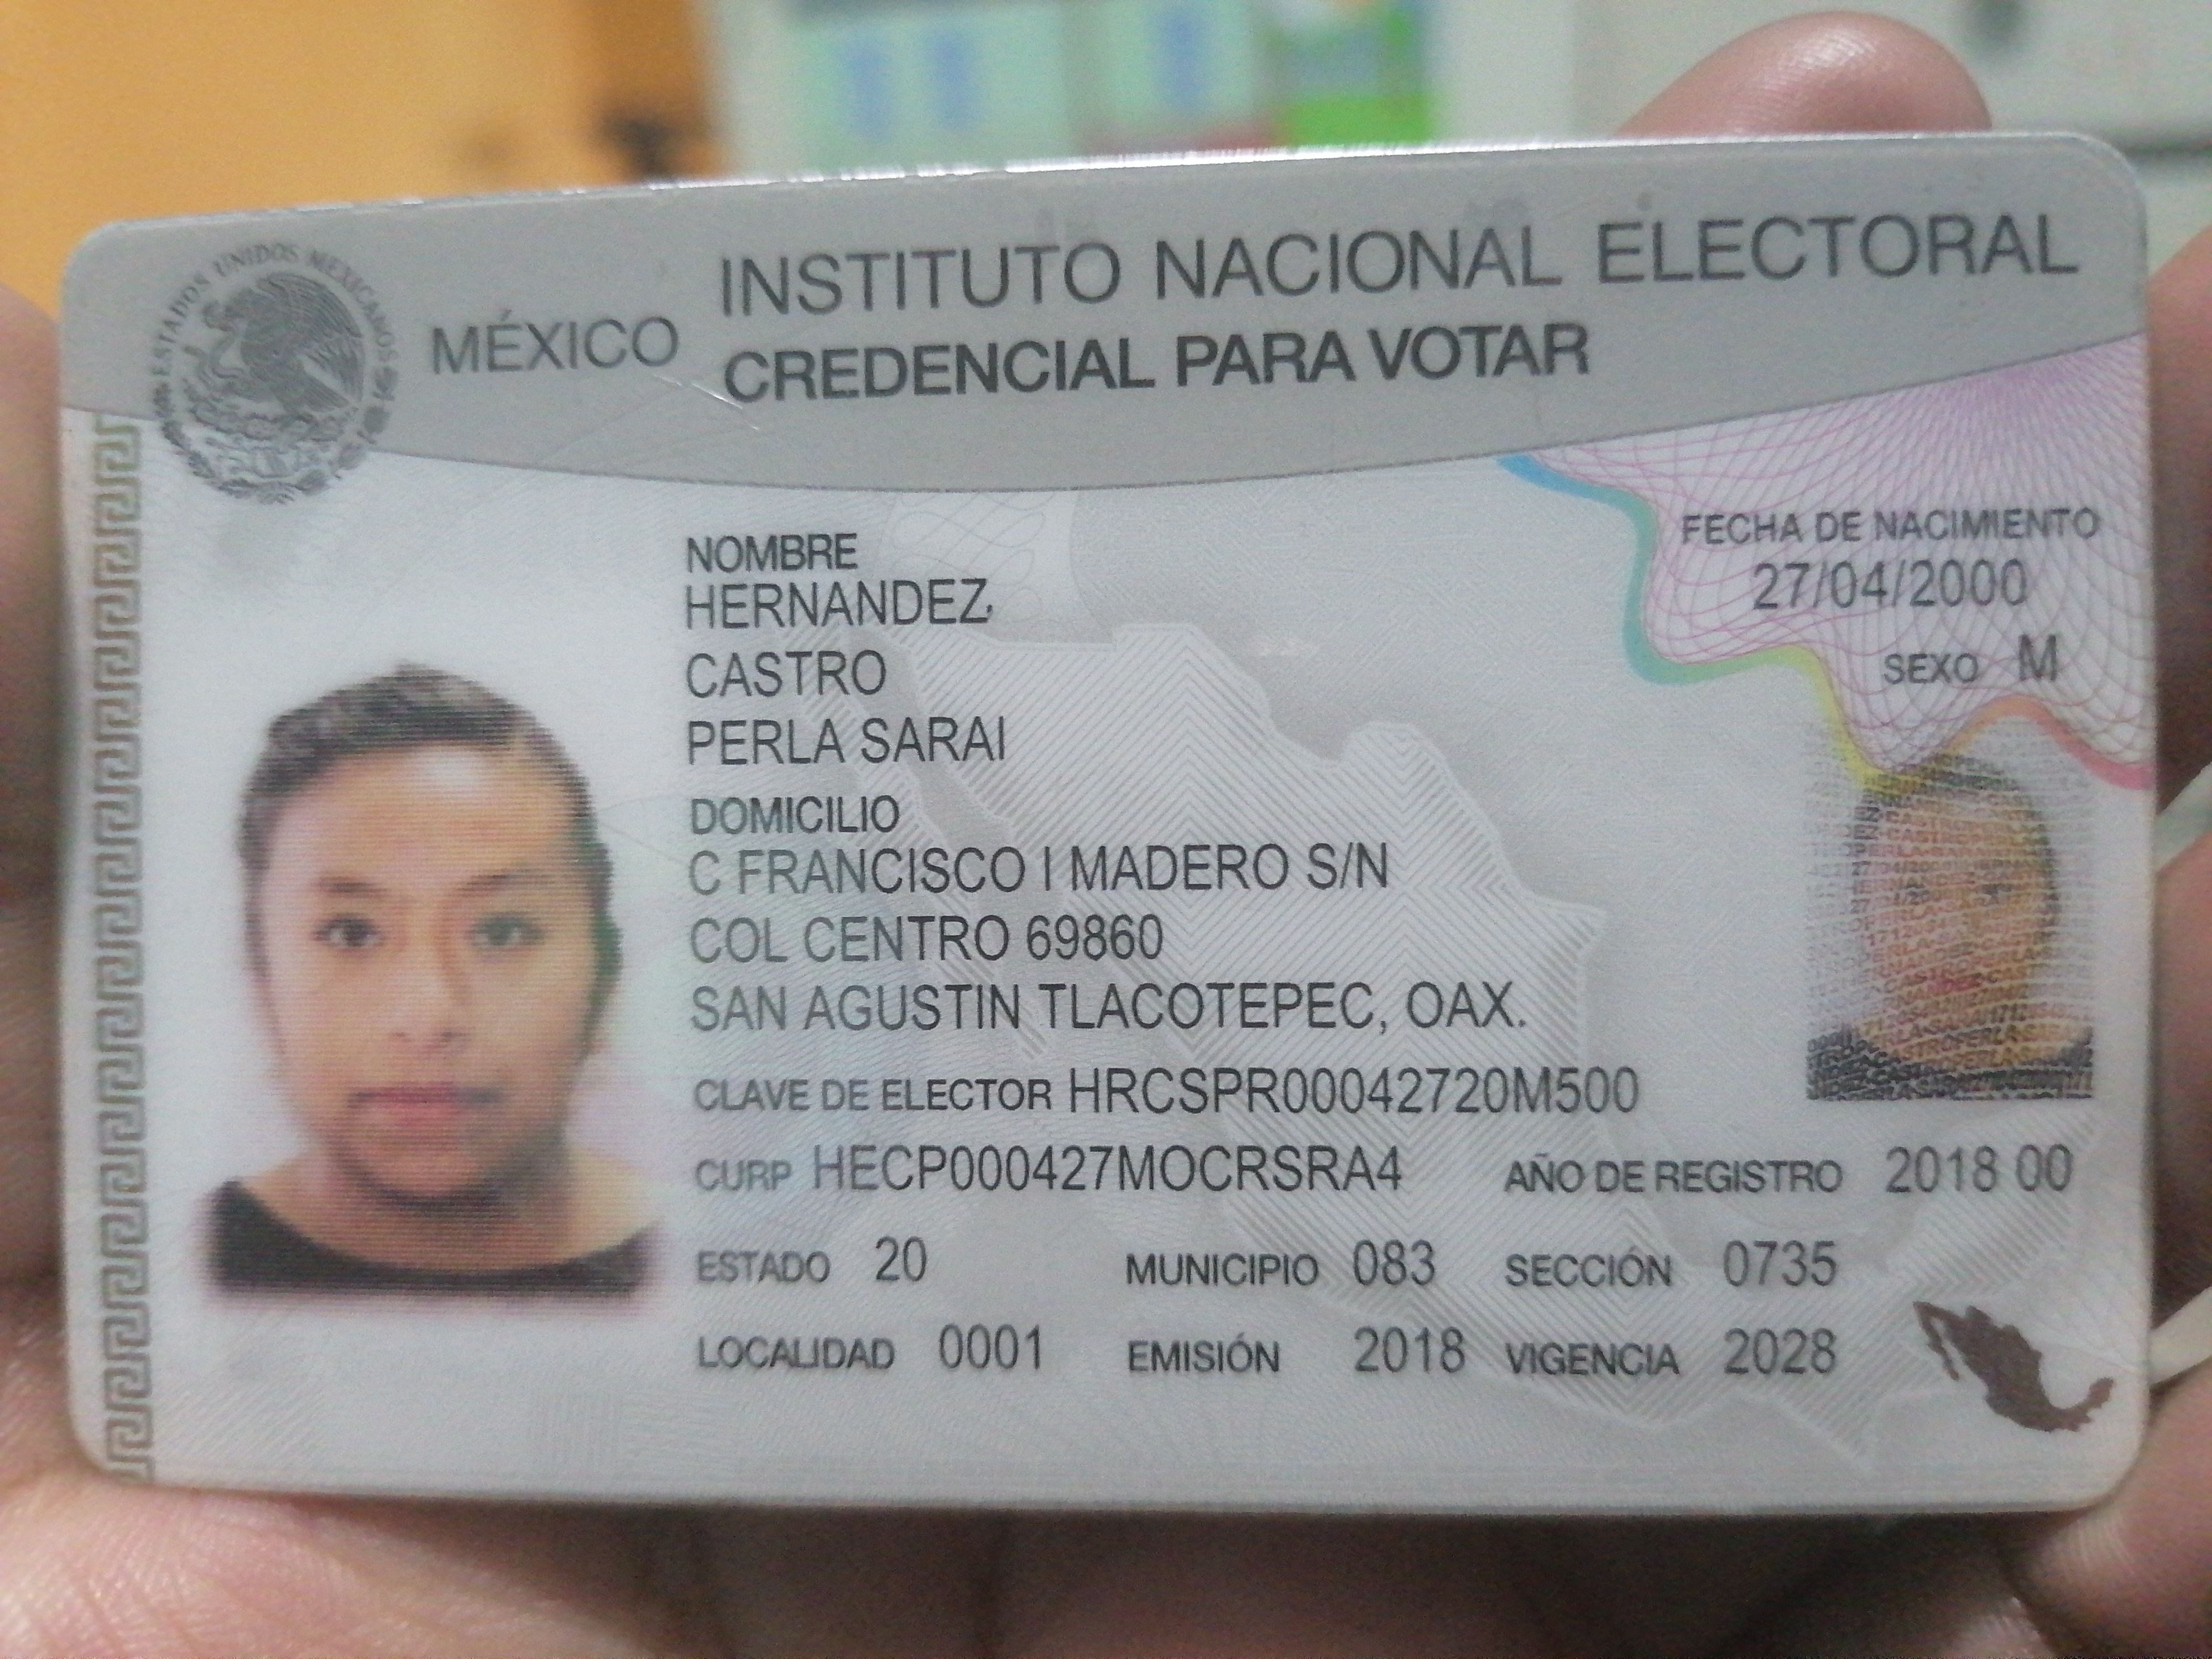 ESTADOS UNIDOS MEXICANOS
MÉXICO
INSTITUTO NACIONAL ELECTORAL
CREDENCIAL PARA VOTAR
NOMBRE
HERNANDEZ
CASTRO
PERLA SARAI
FECHA DE NACIMIENTO
27/04/2000
SEXO M
DOMICILIO
C FRANCISCO I MADERO S/N
COL CENTRO 69860
SAN AGUSTIN TLACOTEPEC, OAX.
CLAVE DE ELECTOR HRCSPR00042720M500
CURP HECP000427MOCRSRA4 AÑO DE REGISTRO 2018 00
ESTADO 20 MUNICIPIO 083 SECCIÓN 0735
LOCALIDAD 0001 EMISIÓN 2018 VIGENCIA 2028